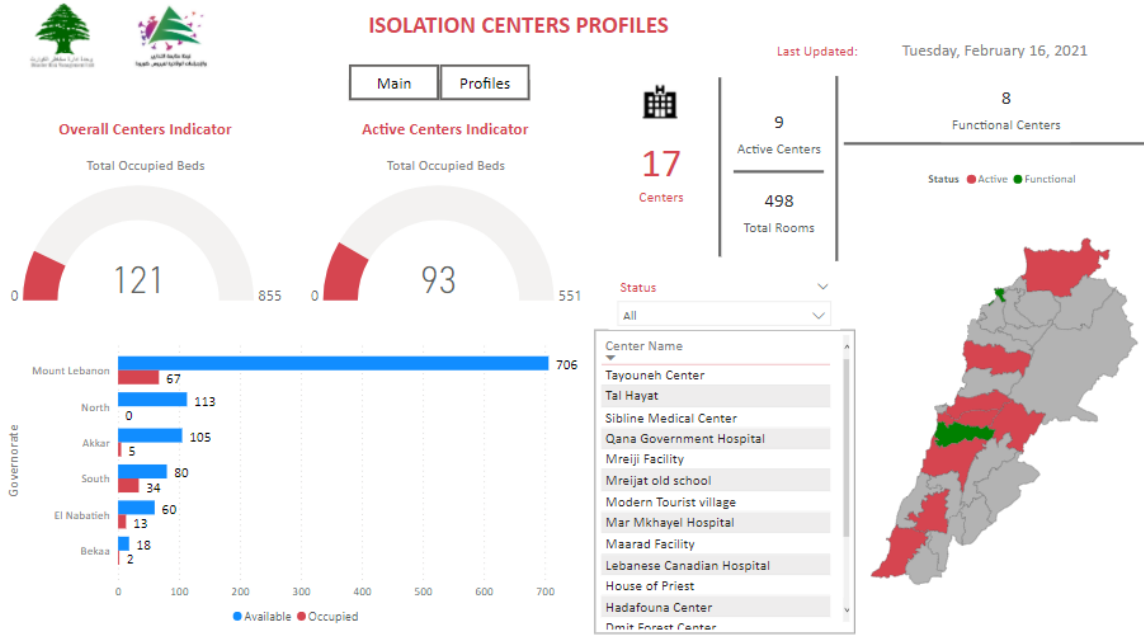 ISOLATION CENTERS PROFILES
Last Updated:
Tuesday, February 16, 2021
Main
Profiles
Overall Centers Indicator
Total Occupied Beds
0
121
855
Active Centers Indicator
Total Occupied Beds
0
93
551
17
Centers
9
Active Centers
498
Total Rooms
8
Functional Centers
Status Active Functional
Status
All
Center Name
Tayouneh Center
Tal Hayat
Sibline Medical Center
Qana Government Hospital
Mreiji Facility
Mreijat old school
Modern Tourist village
Mar Mkhayel Hospital
Maarad Facility
Lebanese Canadian Hospital
House of Priest
Hadafouna Center
Dmit Forest Center
Governorate
Mount Lebanon 706
67
North 113
0
Akkar 105
5
South 80
34
El Nabatieh 60
13
Bekaa 18
2
0 100 200 300 400 500 600 700
Available Occupied